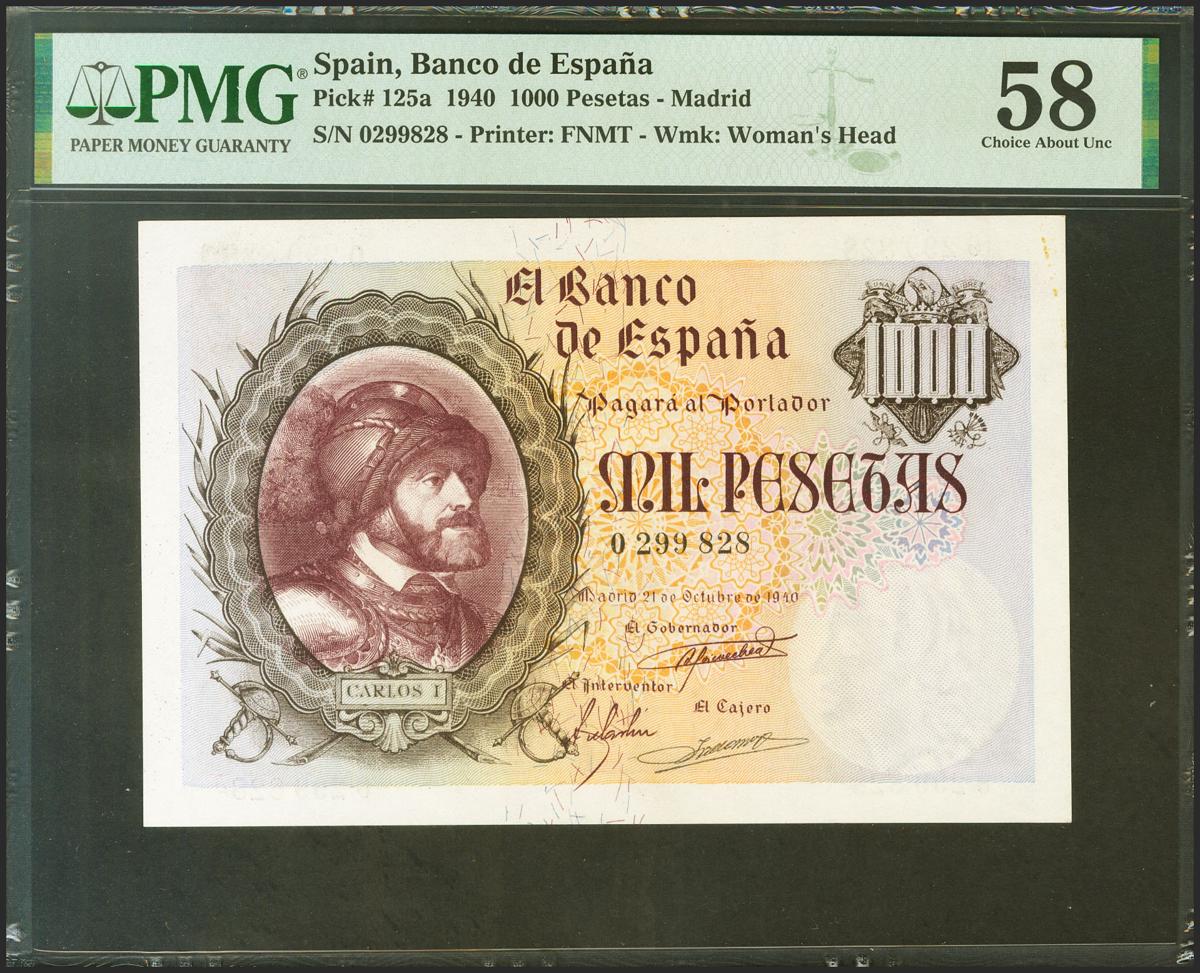 PMG®
PAPER MONEY GUARANTY
Spain, Banco de España
Pick# 125a 1940 1000 Pesetas - Madrid
S/N 0299828 - Printer: FNMT - Wmk: Woman's Head
58
Choice About Unc
El Banco
de España
1000
Pagará al Portador
MIL PESETAS
0 299 828
Madrid 21 de Octubre de 1940
El Gobernador
El Interventor
El Cajero
CARLOS I